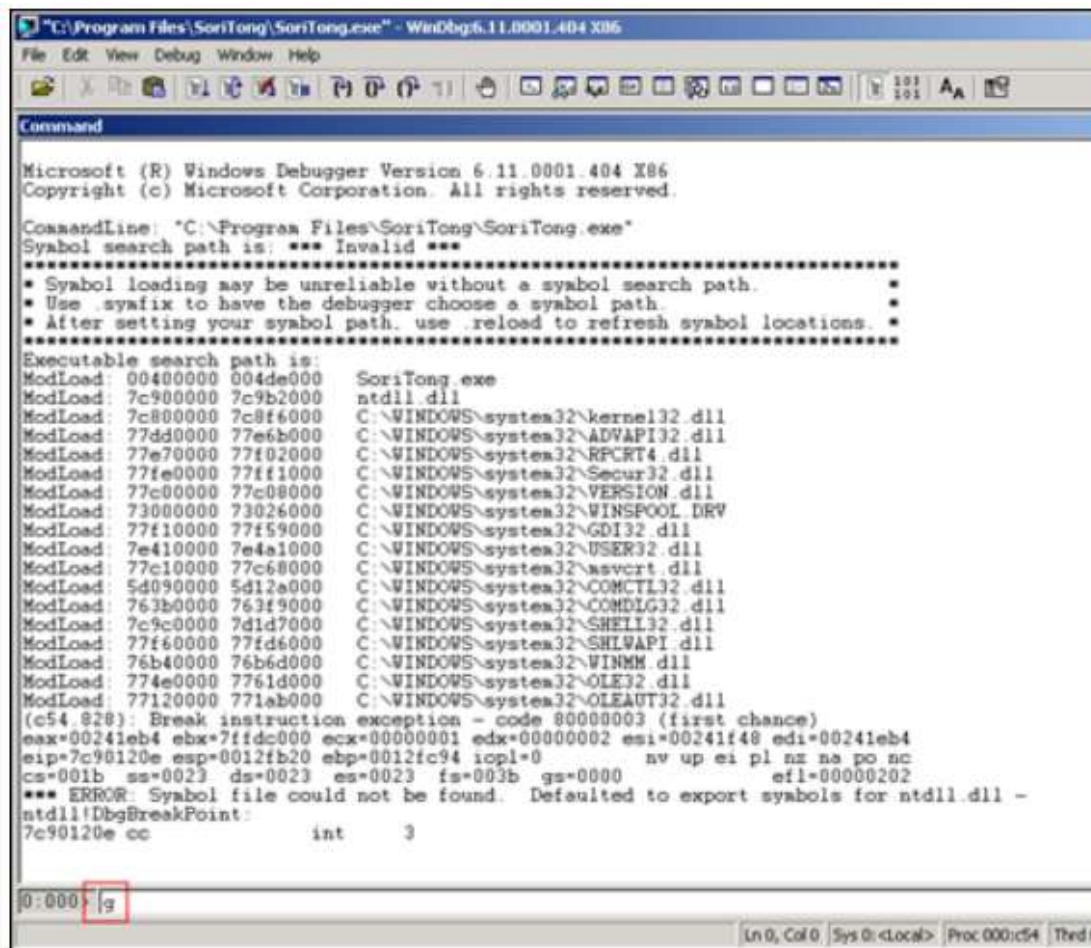 "C:\Program Files\SoriTong\SoriTong.exe" - WinDbg:6.11.0001.404 X86
File Edit View Debug Window Help
Command
Microsoft (R) Windows Debugger Version 6.11.0001.404 X86
Copyright (c) Microsoft Corporation. All rights reserved.
CommandLine: "C:\Program Files\SoriTong\SoriTong.exe"
Symbol search path is: *** Invalid ***
****************************************************************************
* Symbol loading may be unreliable without a symbol search path. *
* Use .symfix to have the debugger choose a symbol path. *
* After setting your symbol path, use .reload to refresh symbol locations. *
****************************************************************************
Executable search path is:
ModLoad: 00400000 004de000 SoriTong.exe
ModLoad: 7c900000 7c9b2000 ntdll.dll
ModLoad: 7c800000 7c8f6000 C:\WINDOWS\system32\kernel32.dll
ModLoad: 77dd0000 77e6b000 C:\WINDOWS\system32\ADVAPI32.dll
ModLoad: 77e70000 77f02000 C:\WINDOWS\system32\RPCRT4.dll
ModLoad: 77fe0000 77ff1000 C:\WINDOWS\system32\Secur32.dll
ModLoad: 77c00000 77c08000 C:\WINDOWS\system32\VERSION.dll
ModLoad: 73000000 73026000 C:\WINDOWS\system32\WINSPOOL.DRV
ModLoad: 77f10000 77f59000 C:\WINDOWS\system32\GDI32.dll
ModLoad: 7e410000 7e4a1000 C:\WINDOWS\system32\USER32.dll
ModLoad: 77c10000 77c68000 C:\WINDOWS\system32\msvcrt.dll
ModLoad: 5d090000 5d12a000 C:\WINDOWS\system32\COMCTL32.dll
ModLoad: 763b0000 763f9000 C:\WINDOWS\system32\COMDLG32.dll
ModLoad: 7c9c0000 7d1d7000 C:\WINDOWS\system32\SHELL32.dll
ModLoad: 77f60000 77fd6000 C:\WINDOWS\system32\SHLWAPI.dll
ModLoad: 76b40000 76b6d000 C:\WINDOWS\system32\WINMM.dll
ModLoad: 774e0000 7761d000 C:\WINDOWS\system32\OLE32.dll
ModLoad: 77120000 771ab000 C:\WINDOWS\system32\OLEAUT32.dll
(c54.828): Break instruction exception - code 80000003 (first chance)
eax=00241eb4 ebx=7ffdc000 ecx=00000001 edx=00000002 esi=00241f48 edi=00241eb4
eip=7c90120e esp=0012fb20 ebp=0012fc94 iopl=0 nv up ei pl nz na po nc
cs=001b ss=0023 ds=0023 es=0023 fs=003b gs=0000 efl=00000202
*** ERROR: Symbol file could not be found. Defaulted to export symbols for ntdll.dll -
ntdll!DbgBreakPoint:
7c90120e cc int 3
0:000> g
Ln 0, Col 0 Sys 0:<Local> Proc 000:c54 Thrd